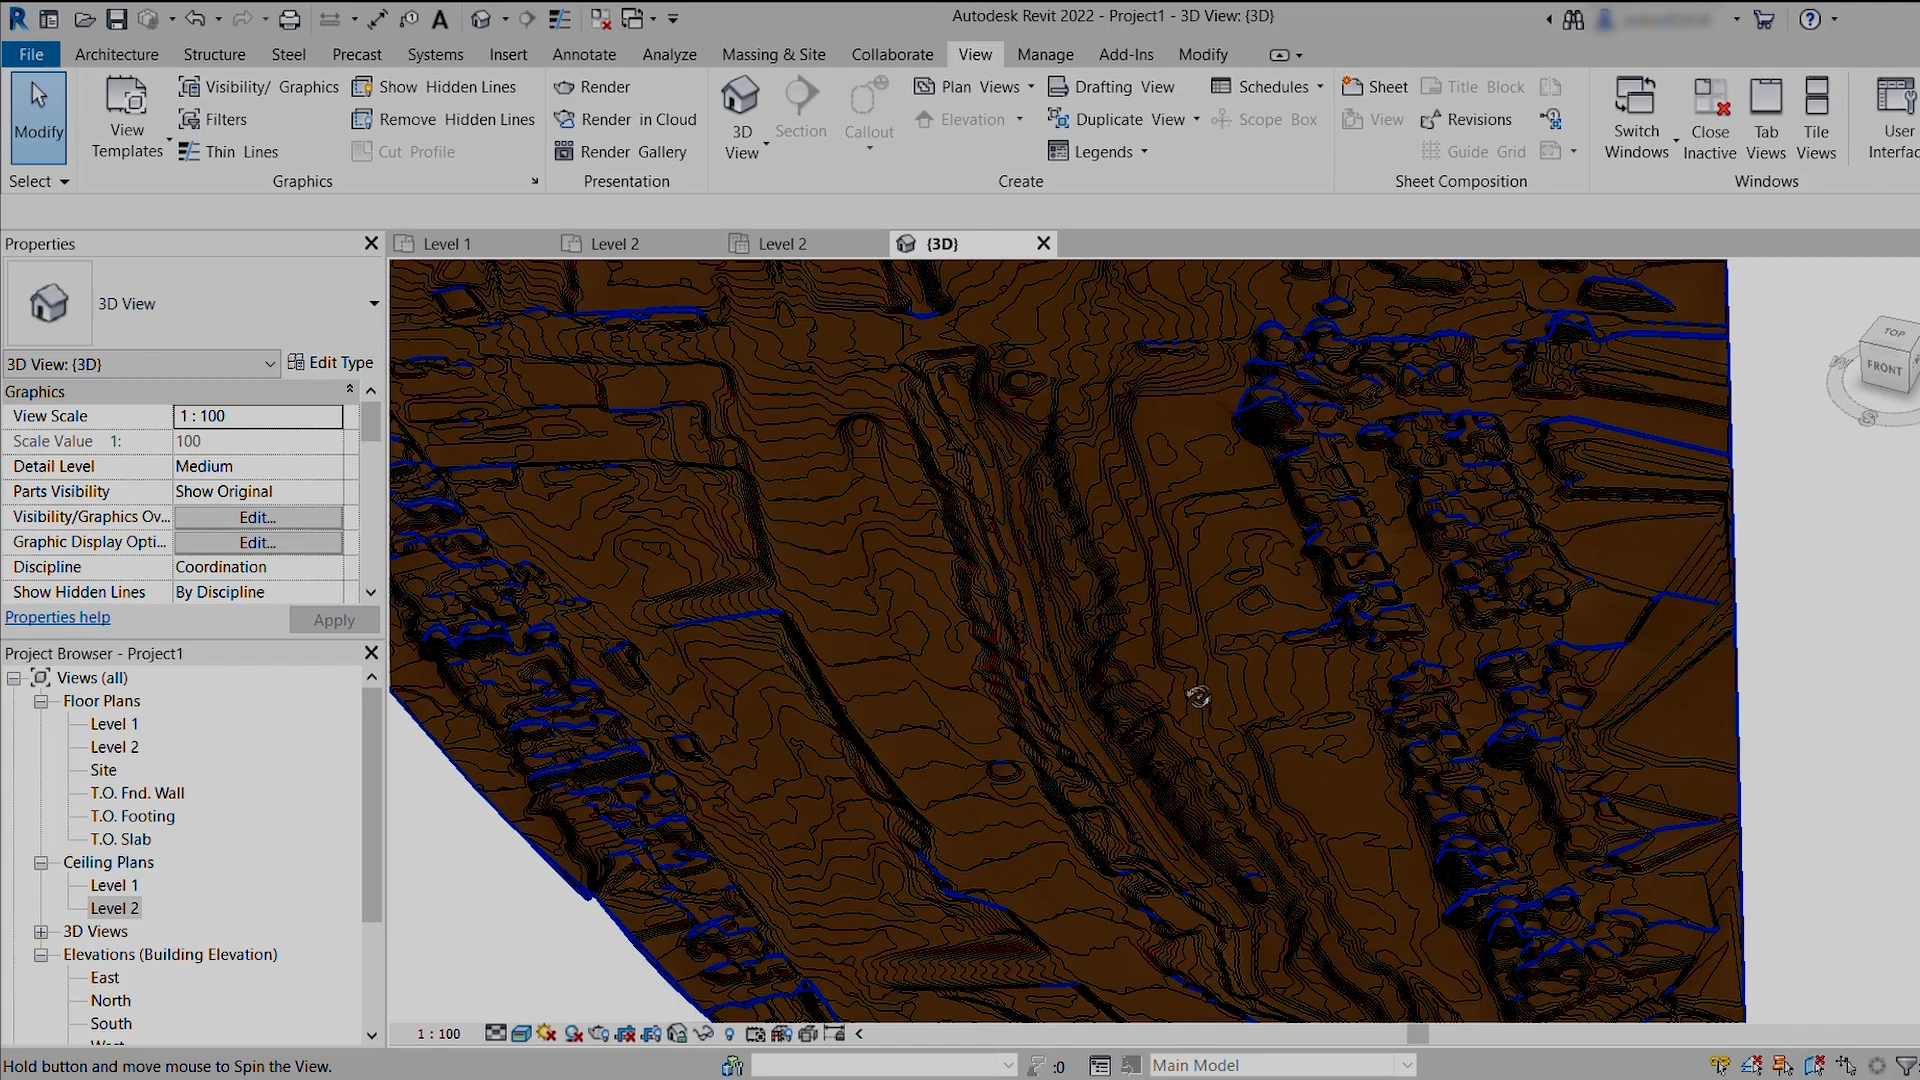 Autodesk Revit 2022 - Project1 - 3D View: {3D}
File Architecture Structure Steel Precast Systems Insert Annotate Analyze Massing & Site Collaborate View Manage Add-Ins Modify
Modify
View
Templates
Visibility/ Graphics
Filters
Thin Lines
Show Hidden Lines
Remove Hidden Lines
Cut Profile
Render
Render in Cloud
Render Gallery
3D
View
Section
Callout
Plan Views
Elevation
Drafting View
Duplicate View
Legends
Schedules
Scope Box
Sheet
View
Title Block
Revisions
Guide Grid
Switch
Windows
Close
Inactive
Tab
Views
Tile
Views
User
Interfac
Select Graphics Presentation Create Sheet Composition Windows
Properties
Level 1 Level 2 Level 2 {3D}
3D View
3D View: {3D} Edit Type
Graphics
View Scale 1 : 100
Scale Value 1: 100
Detail Level Medium
Parts Visibility Show Original
Visibility/Graphics Ov... Edit...
Graphic Display Opti... Edit...
Discipline Coordination
Show Hidden Lines By Discipline
Properties help Apply
Project Browser - Project1
Views (all)
Floor Plans
Level 1
Level 2
Site
T.O. Fnd. Wall
T.O. Footing
T.O. Slab
Ceiling Plans
Level 1
Level 2
3D Views
Elevations (Building Elevation)
East
North
South
TOP
FRONT
S
1 : 100
Hold button and move mouse to Spin the View.
:0
Main Model